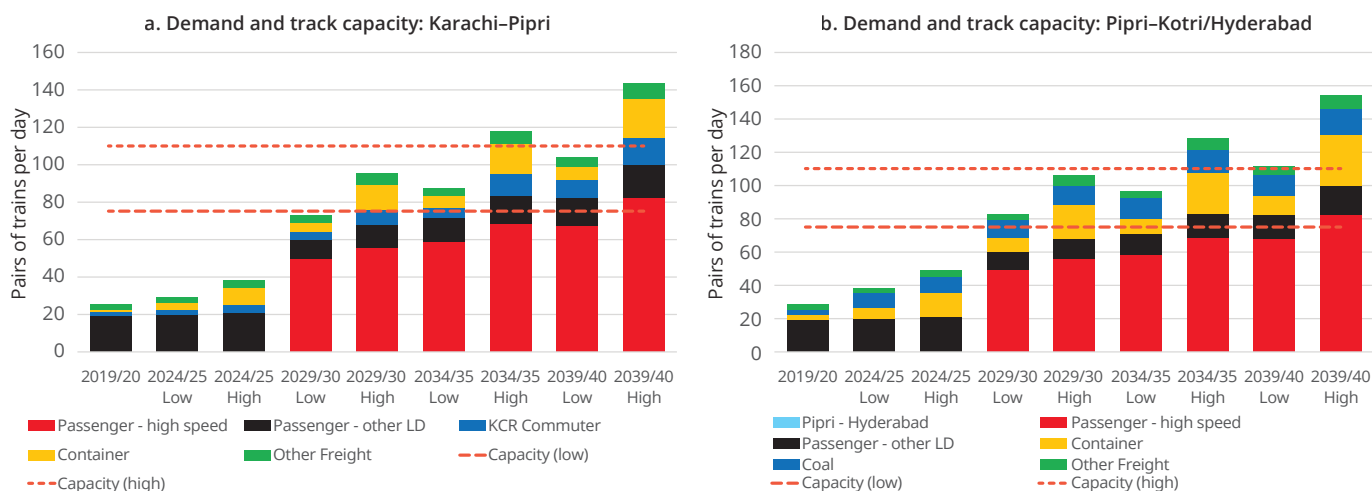 a. Demand and track capacity: Karachi–Pipri
160
140
120
100
80
60
40
20
0
Pairs of trains per day
2019/20 2024/25 2024/25 2029/30 2029/30 2034/35 2034/35 2039/40 2039/40
Low High Low High Low High Low High
Passenger - high speed Passenger - other LD KCR Commuter
Container Other Freight Capacity (low)
Capacity (high)
b. Demand and track capacity: Pipri–Kotri/Hyderabad
180
160
140
120
100
80
60
40
20
0
Pairs of trains per day
2019/20 2024/25 2024/25 2029/30 2029/30 2034/35 2034/35 2039/40 2039/40
Low High Low High Low High Low High
Pipri - Hyderabad Passenger - high speed
Passenger - other LD Container
Coal Other Freight
Capacity (low) Capacity (high)